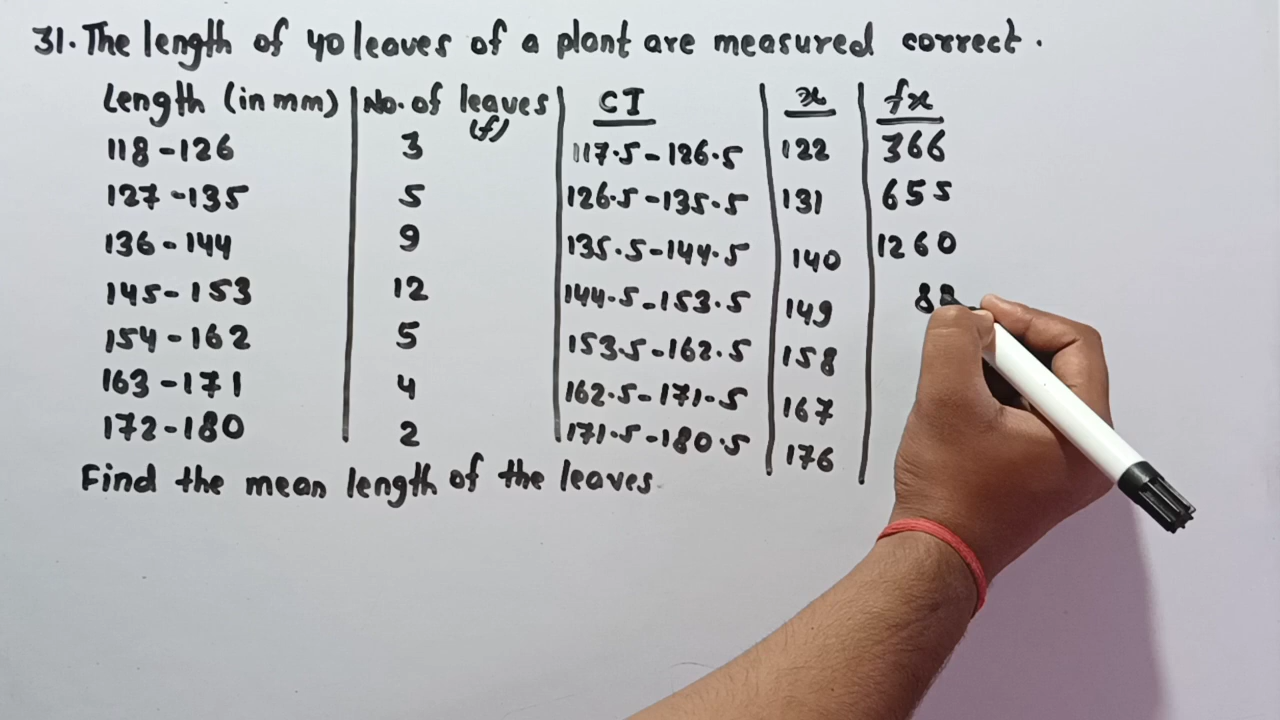 31. The length of 40 leaves of a plant are measured correct.
Length (in mm) No. of leaves (f) CI x fx
118-126 3 117.5-126.5 122 366
127-135 5 126.5-135.5 131 655
136-144 9 135.5-144.5 140 1260
145-153 12 144.5-153.5 149 88
154-162 5 153.5-162.5 158
163-171 4 162.5-171.5 167
172-180 2 171.5-180.5 176
Find the mean length of the leaves